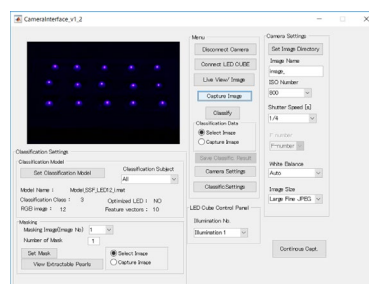 CameraInterface_v1_2
Menu
Disconnect Camera
Connect LED CUBE
Live View/ Image
Capture Image
Classify
Classification Data
Select Image
Capture Image
Save Classific. Result
Camera Settings
Classific.Settings
LED Cube Control Panel
Illumination No.
Illumination 1
Camera Settings
Set Image Directory
Image Name
image_
ISO Number
800
Shutter Speed [s]
1/4
F number
F-number
White Balance
Auto
Image Size
Large Fine JPEG
Continous Capt.
Classification Settings
Classification Model
Set Classification Model
Classification Subject
All
Model Name : Model_SSF_LED12_1.mat
Classification Class : 3 Optimized LED : NO
RGB image : 12 Feature vectors : 10
Masking
Masking Image(Image No.) 1
Number of Mask 1
Set Mask
View Extractable Pearls
Select Image
Capture Image